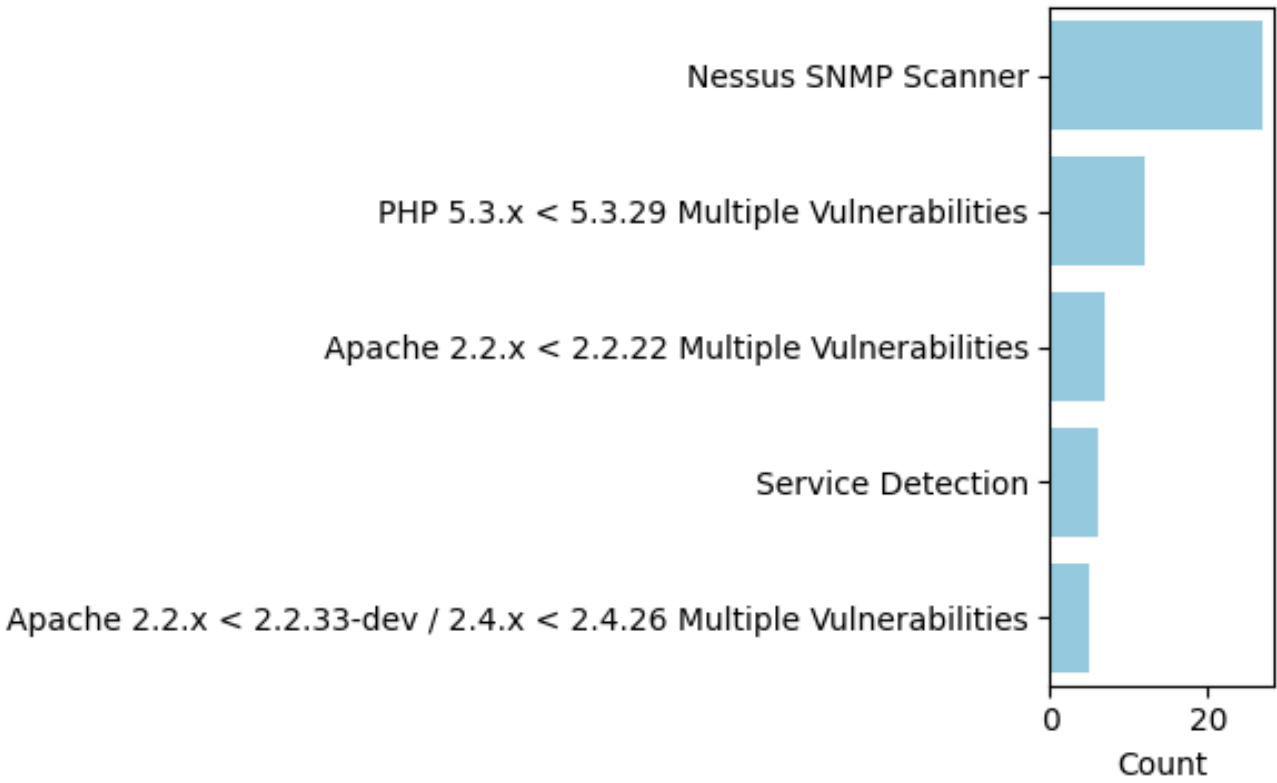 Nessus SNMP Scanner
PHP 5.3.x < 5.3.29 Multiple Vulnerabilities
Apache 2.2.x < 2.2.22 Multiple Vulnerabilities
Service Detection
Apache 2.2.x < 2.2.33-dev / 2.4.x < 2.4.26 Multiple Vulnerabilities
0 20
Count